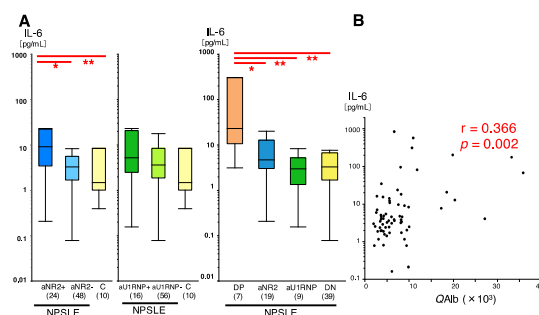 A
IL-6
[pg/mL]
1000
100
10
1
0.1
0,01
* **
aNR2+ aNR2- C
(24) (48) (10)
NPSLE
aU1RNP+ aU1RNP- C
(16) (56) (10)
NPSLE
IL-6
[pg/mL]
1000
100
10
1
0.1
0.01
* ** **
DP aNR2 aU1RNP DN
(7) (19) (9) (39)
NPSLE
B
IL-6
[pg/mL]
1000
100
10
1
0.1
r = 0.366
p = 0.002
0 10 20 30
QAlb (×10³)